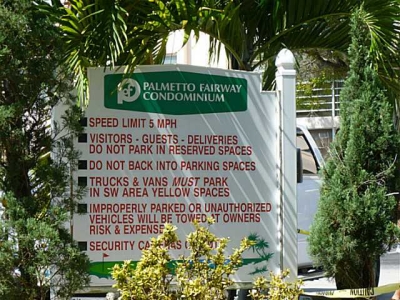 PALMETTO FAIRWAY
CONDOMINIUM
SPEED LIMIT 5 MPH
VISITORS - GUESTS - DELIVERIES
DO NOT PARK IN RESERVED SPACES
DO NOT BACK INTO PARKING SPACES
TRUCKS & VANS MUST PARK
IN SW AREA YELLOW SPACES
IMPROPERLY PARKED OR UNAUTHORIZED
VEHICLES WILL BE TOWED AT OWNERS
RISK & EXPENSE
SECURITY CAMERAS
CAUTION